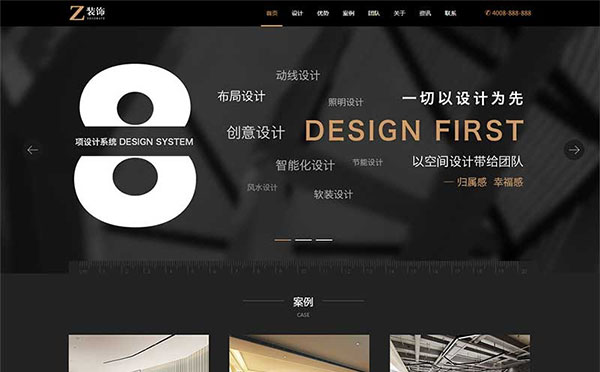 Z 装饰
首页 设计 优势 案例 团队 关于 资讯 联系
4008-888-888
动线设计
布局设计
照明设计
一切以设计为先
8
项设计系统 DESIGN SYSTEM
创意设计
DESIGN FIRST
智能化设计
节能设计
以空间设计带给团队
风水设计
软装设计
— 归属感 幸福感
案例
CASE